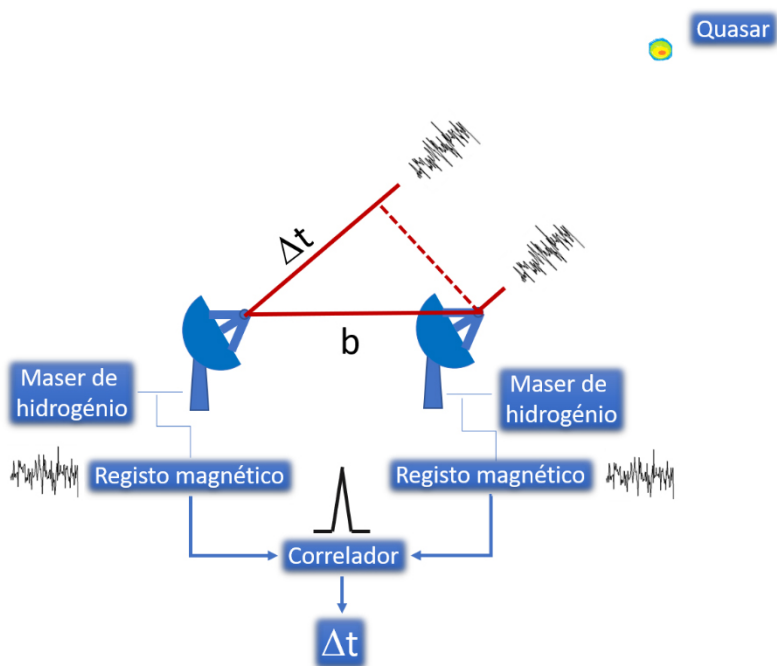 Quasar
Δt
b
Maser de
hidrogénio
Maser de
hidrogénio
Registo magnético
Registo magnético
Correlador
Δt